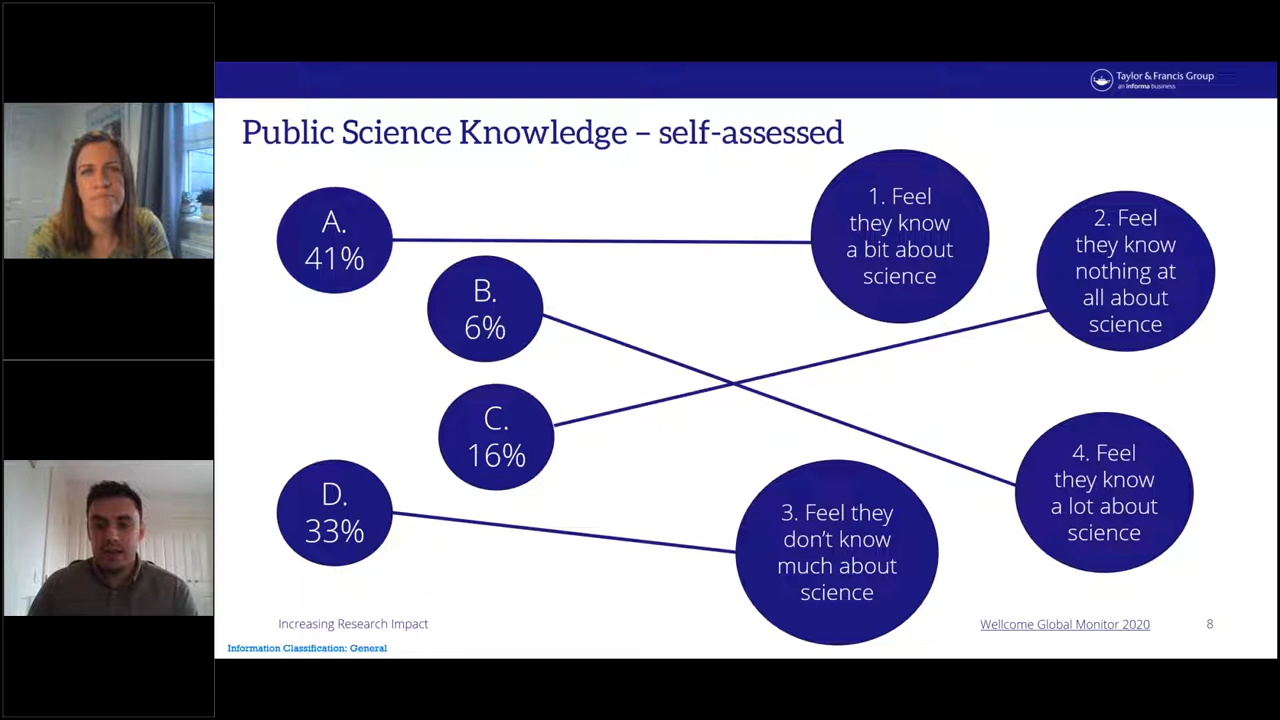 Taylor & Francis Group
an informa business
Public Science Knowledge – self-assessed
A.
41%
B.
6%
C.
16%
D.
33%
1. Feel
they know
a bit about
science
2. Feel
they know
nothing at
all about
science
3. Feel they
don't know
much about
science
4. Feel
they know
a lot about
science
Increasing Research Impact
Wellcome Global Monitor 2020
8
Information Classification: General